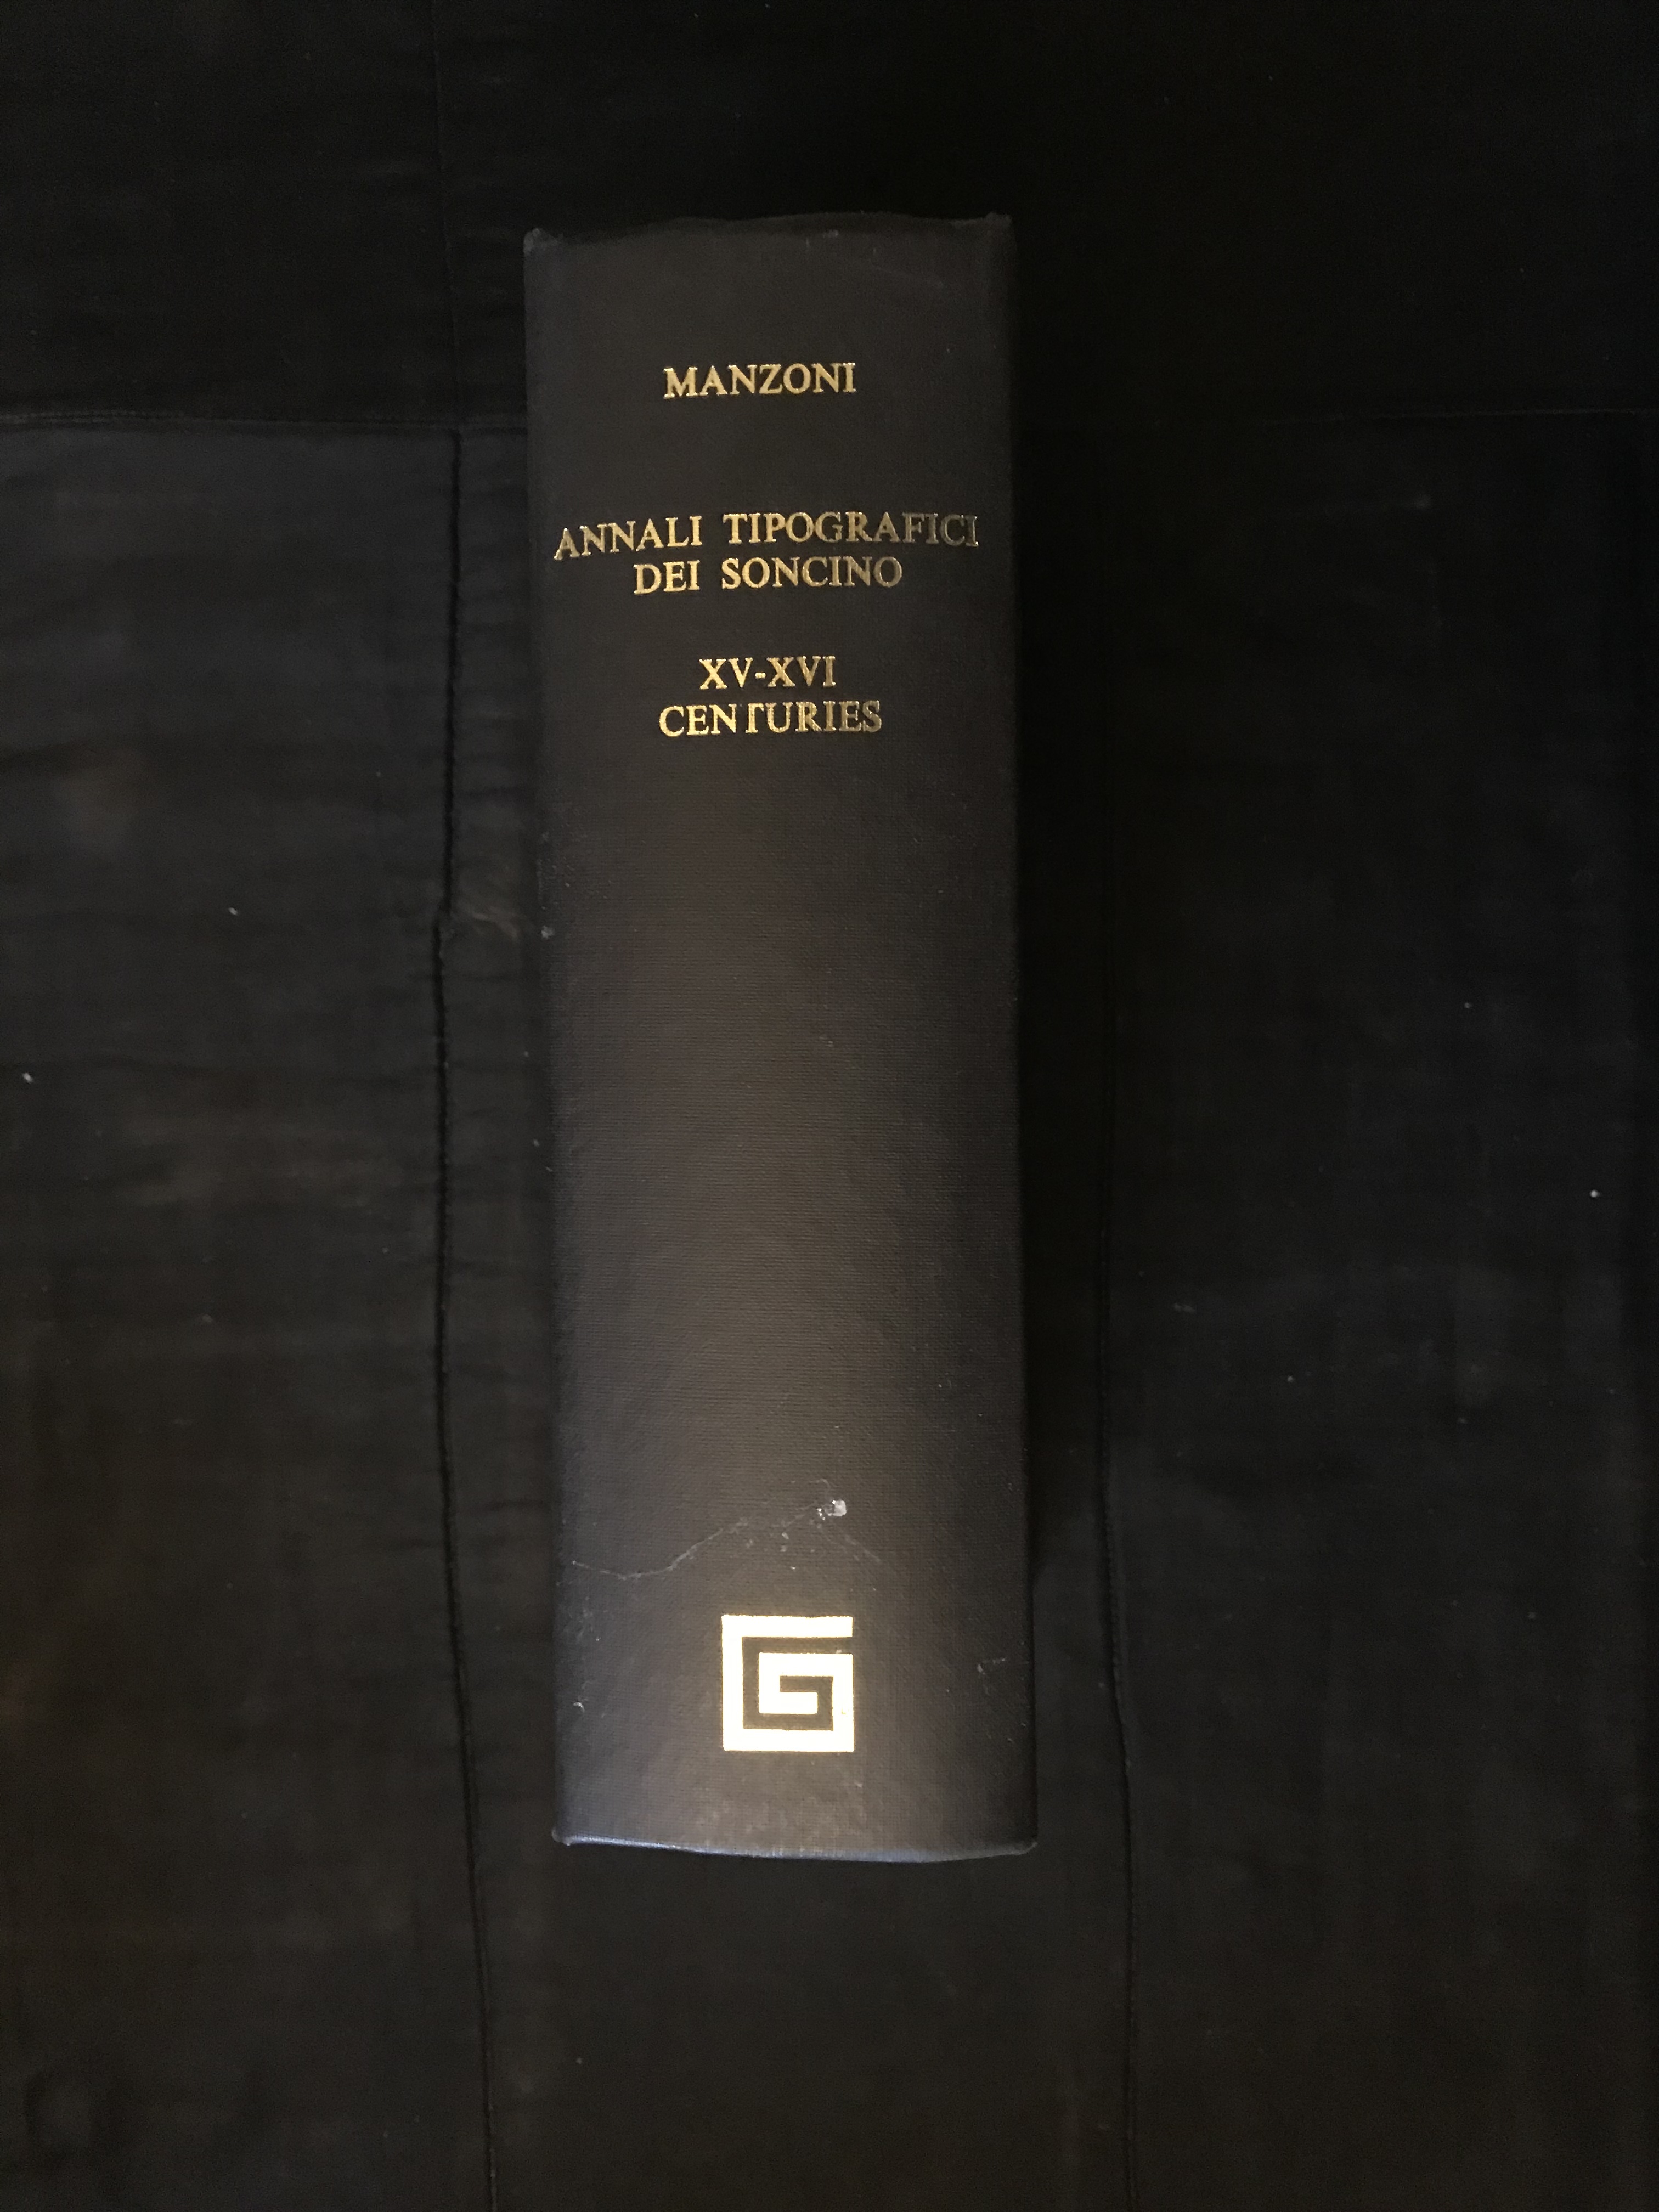 MANZONI
ANNALI TIPOGRAFICI
DEI SONCINO
XV-XVI
CENTURIES
G